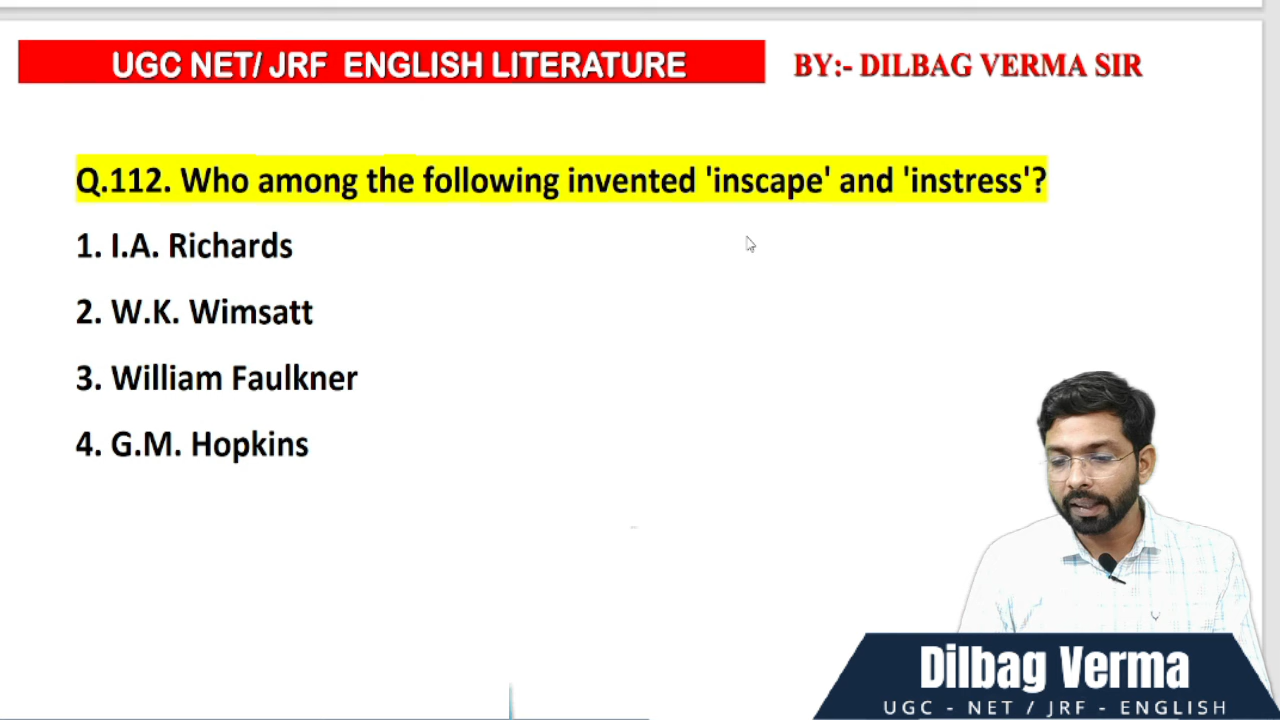 UGC NET/ JRF ENGLISH LITERATURE
BY:- DILBAG VERMA SIR
Q.112. Who among the following invented 'inscape' and 'instress'?
1. I.A. Richards
2. W.K. Wimsatt
3. William Faulkner
4. G.M. Hopkins
Dilbag Verma
UGC - NET / JRF - ENGLISH